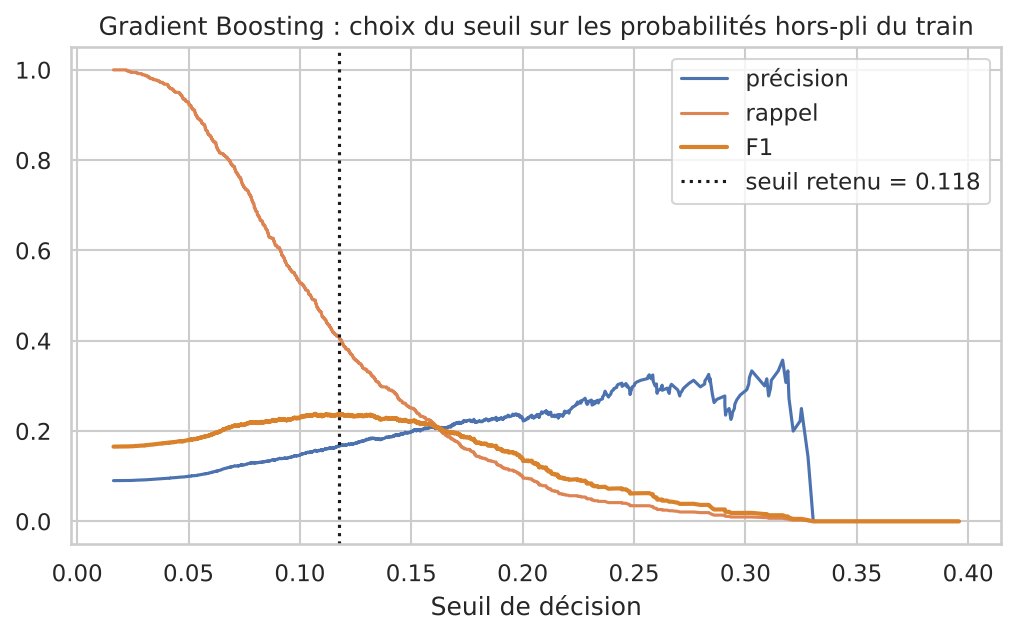 Gradient Boosting : choix du seuil sur les probabilités hors-pli du train
précision
rappel
F1
seuil retenu = 0.118
1.0
0.8
0.6
0.4
0.2
0.0
0.00 0.05 0.10 0.15 0.20 0.25 0.30 0.35 0.40
Seuil de décision